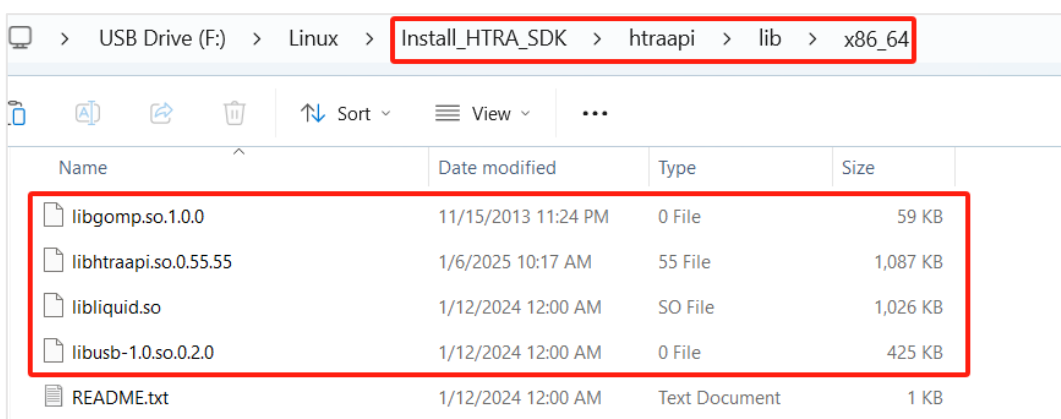 USB Drive (F:) > Linux > Install_HTRA_SDK > htraapi > lib > x86_64
Sort View ...
Name Date modified Type Size
libgomp.so.1.0.0 11/15/2013 11:24 PM 0 File 59 KB
libhtraapi.so.0.55.55 1/6/2025 10:17 AM 55 File 1,087 KB
libliquid.so 1/12/2024 12:00 AM SO File 1,026 KB
libusb-1.0.so.0.2.0 1/12/2024 12:00 AM 0 File 425 KB
README.txt 1/12/2024 12:00 AM Text Document 1 KB